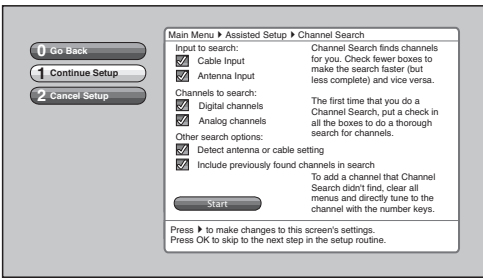 0 Go Back
1 Continue Setup
2 Cancel Setup
Main Menu ▶ Assisted Setup ▶ Channel Search
Input to search:
Cable Input
Antenna Input
Channels to search:
Digital channels
Analog channels
Other search options:
Detect antenna or cable setting
Include previously found channels in search
Channel Search finds channels
for you. Check fewer boxes to
make the search faster (but
less complete) and vice versa.
The first time that you do a
Channel Search, put a check in
all the boxes to do a thorough
search for channels.
To add a channel that Channel
Search didn't find, clear all
menus and directly tune to the
channel with the number keys.
Start
Press ▶ to make changes to this screen's settings.
Press OK to skip to the next step in the setup routine.